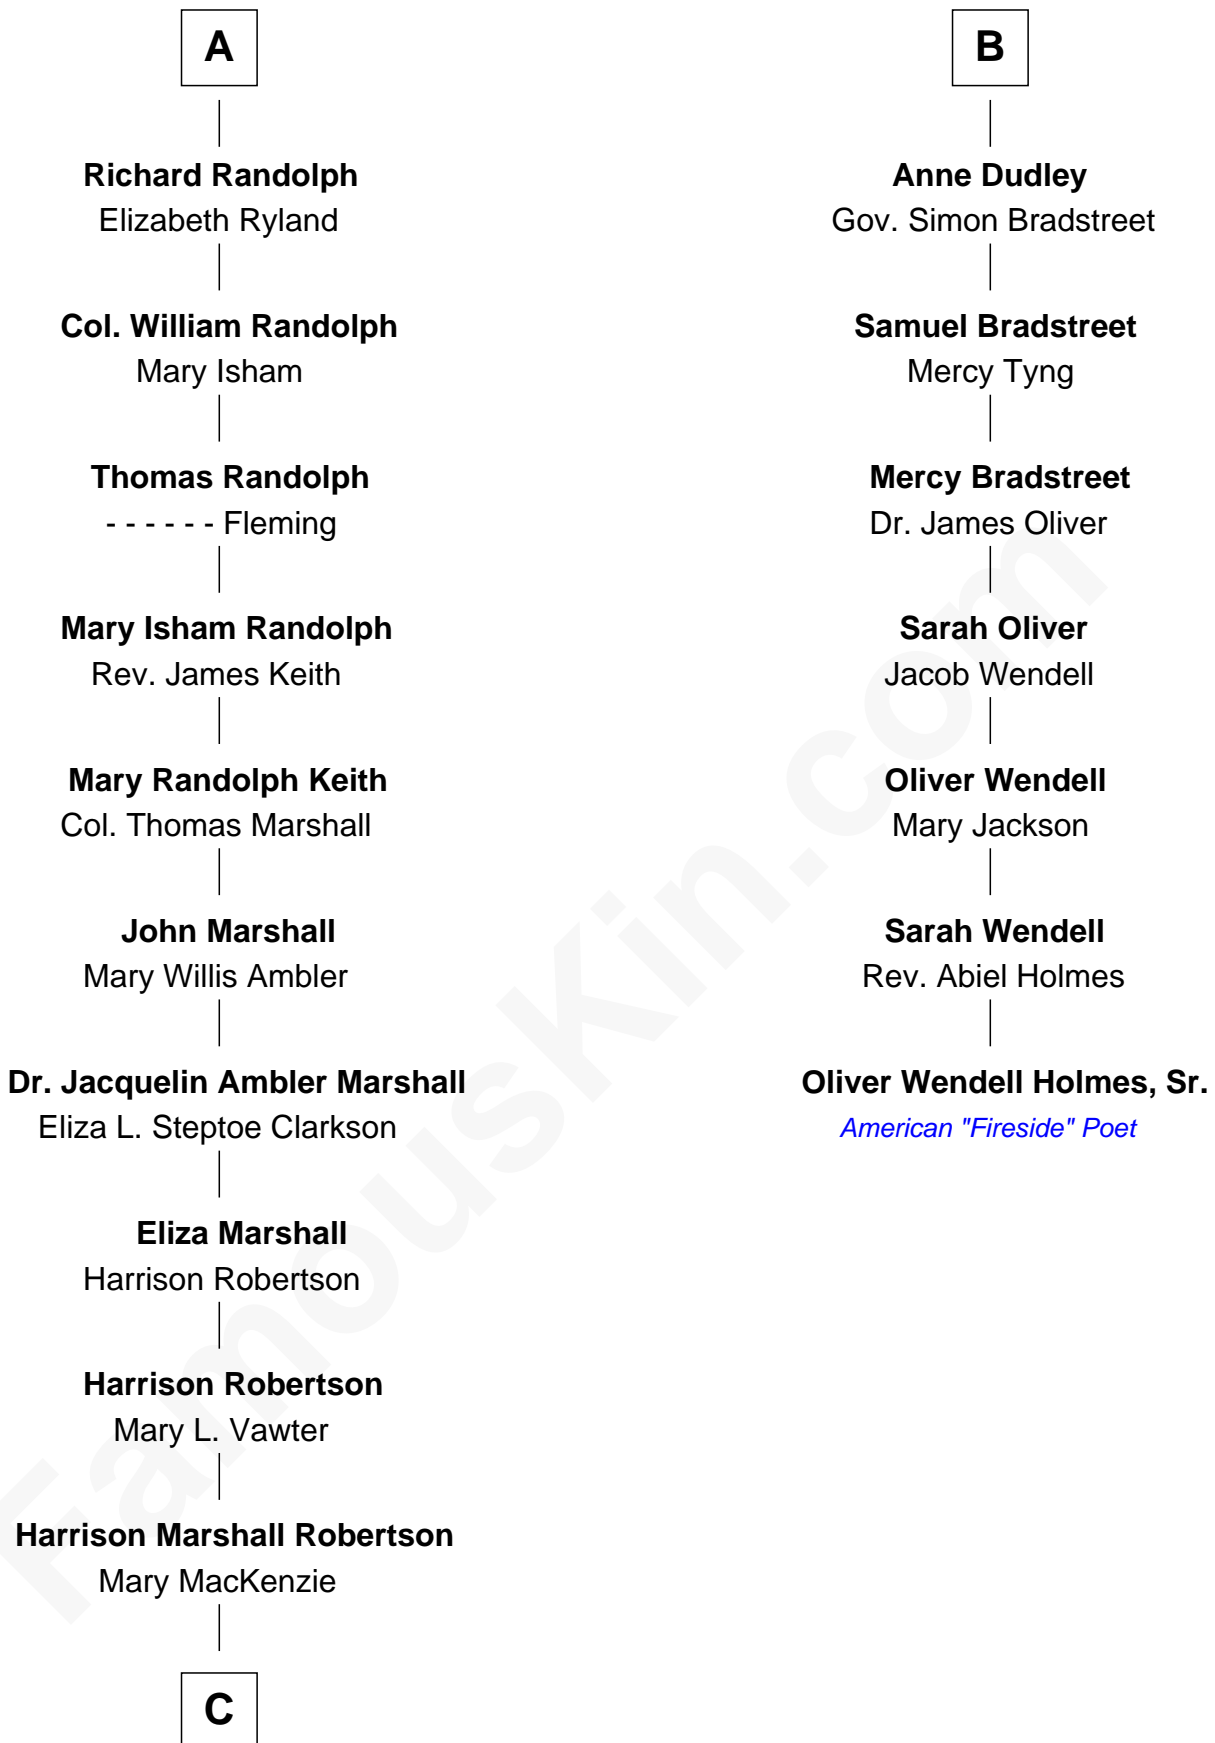 A
Richard Randolph
Elizabeth Ryland
Col. William Randolph
Mary Isham
Thomas Randolph
- - - - - - Fleming
Mary Isham Randolph
Rev. James Keith
Mary Randolph Keith
Col. Thomas Marshall
John Marshall
Mary Willis Ambler
Dr. Jacquelin Ambler Marshall
Eliza L. Steptoe Clarkson
Eliza Marshall
Harrison Robertson
Harrison Robertson
Mary L. Vawter
Harrison Marshall Robertson
Mary MacKenzie
C
B
Anne Dudley
Gov. Simon Bradstreet
Samuel Bradstreet
Mercy Tyng
Mercy Bradstreet
Dr. James Oliver
Sarah Oliver
Jacob Wendell
Oliver Wendell
Mary Jackson
Sarah Wendell
Rev. Abiel Holmes
Oliver Wendell Holmes, Sr.
American "Fireside" Poet
FamousKin.com